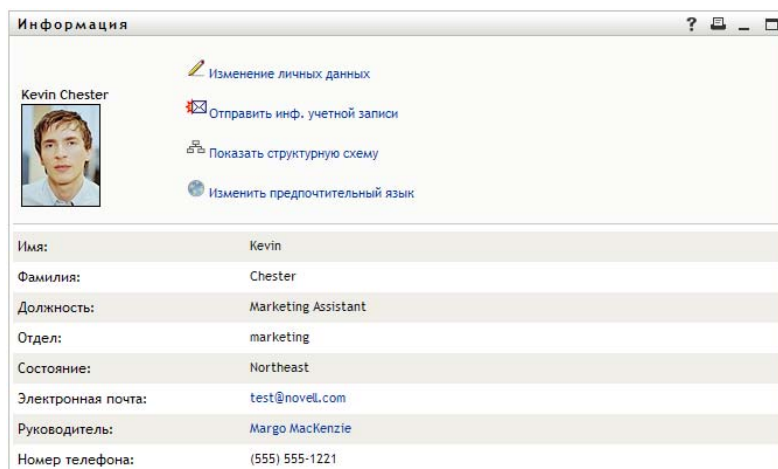 Информация ?
Kevin Chester
Изменение личных данных
Отправить инф. учетной записи
Показать структурную схему
Изменить предпочтительный язык
Имя: Kevin
Фамилия: Chester
Должность: Marketing Assistant
Отдел: marketing
Состояние: Northeast
Электронная почта: test@novell.com
Руководитель: Margo MacKenzie
Номер телефона: (555) 555-1221